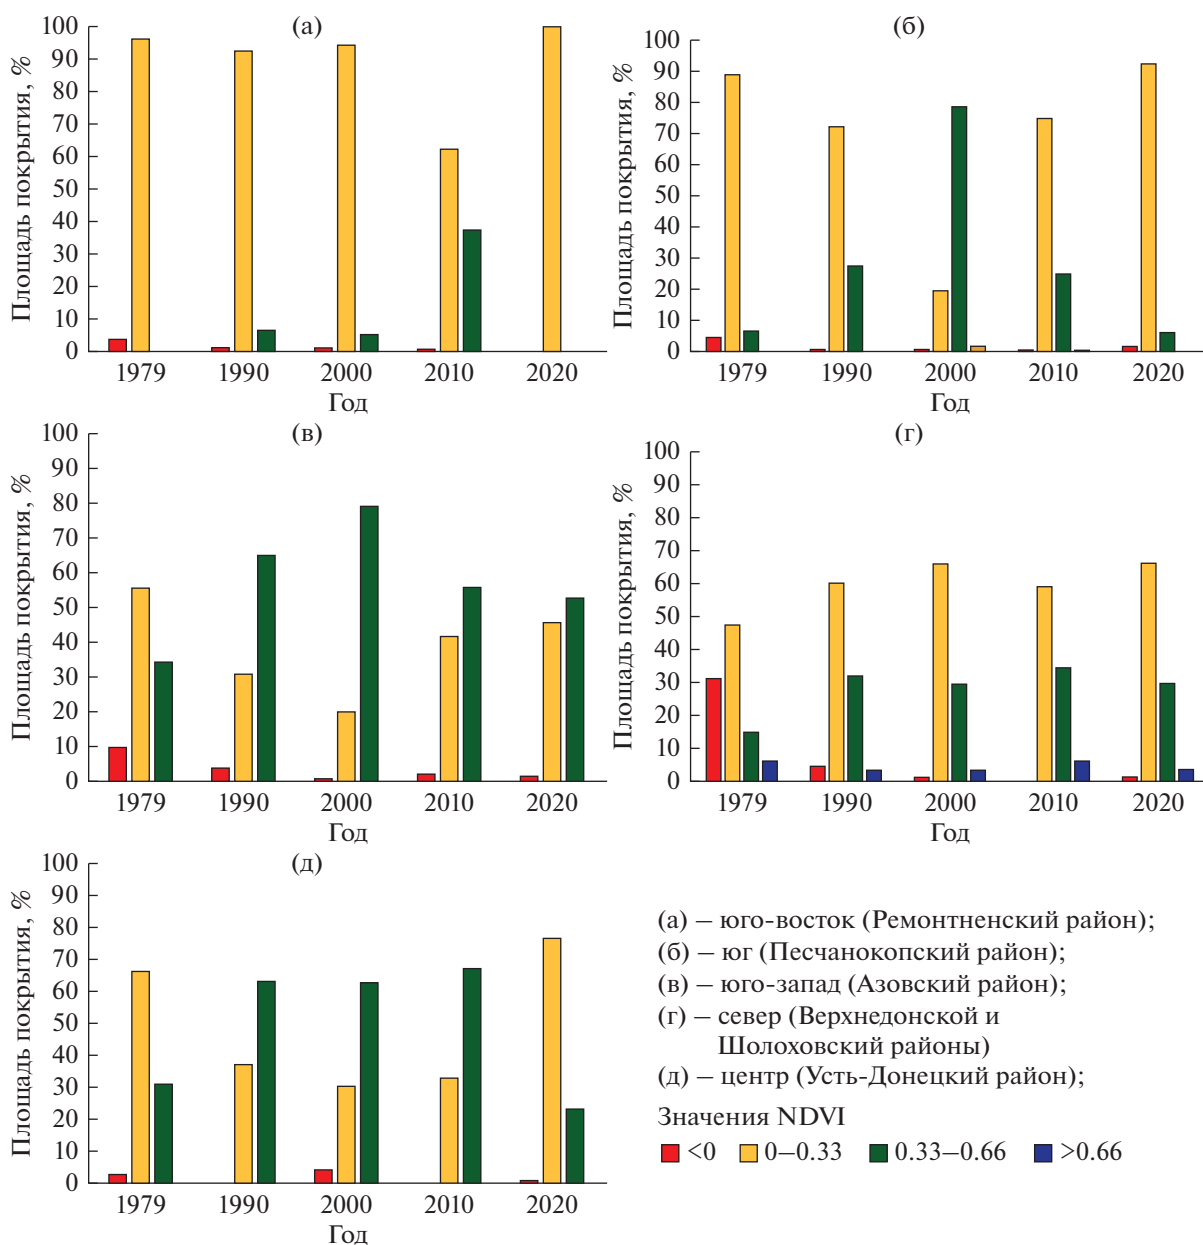 (а)
Площадь покрытия, %
100
90
80
70
60
50
40
30
20
10
0
1979 1990 2000 2010 2020
Год
(б)
Площадь покрытия, %
100
90
80
70
60
50
40
30
20
10
0
1979 1990 2000 2010 2020
Год
(в)
Площадь покрытия, %
100
90
80
70
60
50
40
30
20
10
0
1979 1990 2000 2010 2020
Год
(г)
Площадь покрытия, %
100
90
80
70
60
50
40
30
20
10
0
1979 1990 2000 2010 2020
Год
(д)
Площадь покрытия, %
100
90
80
70
60
50
40
30
20
10
0
1979 1990 2000 2010 2020
Год
(а) – юго-восток (Ремонтненский район);
(б) – юг (Песчанокопский район);
(в) – юго-запад (Азовский район);
(г) – север (Верхнедонской и
Шолоховский районы)
(д) – центр (Усть-Донецкий район);
Значения NDVI
<0 0–0.33 0.33–0.66 >0.66